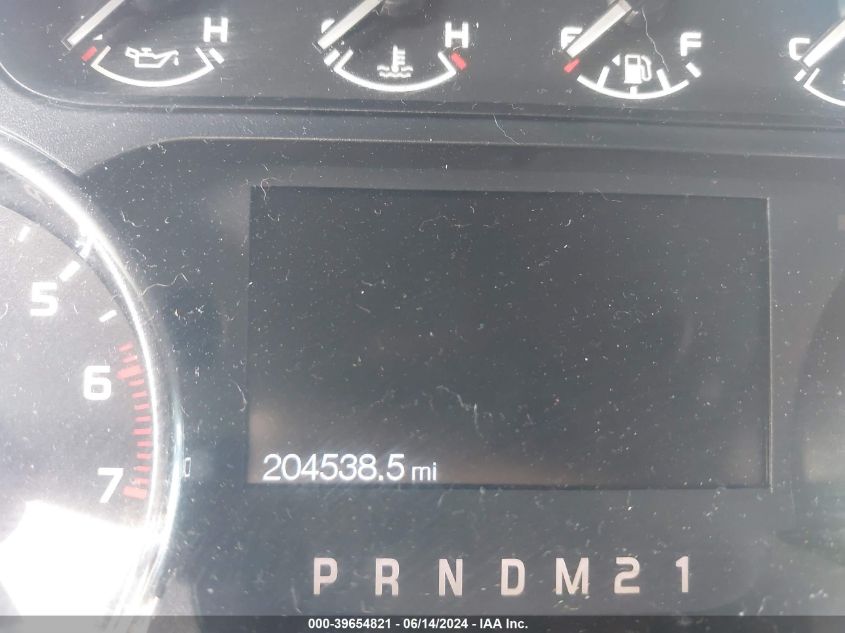 H H E F C
5
6
7
204538.5 mi
P R N D M 2 1
000-39654821 - 06/14/2024 - IAA Inc.